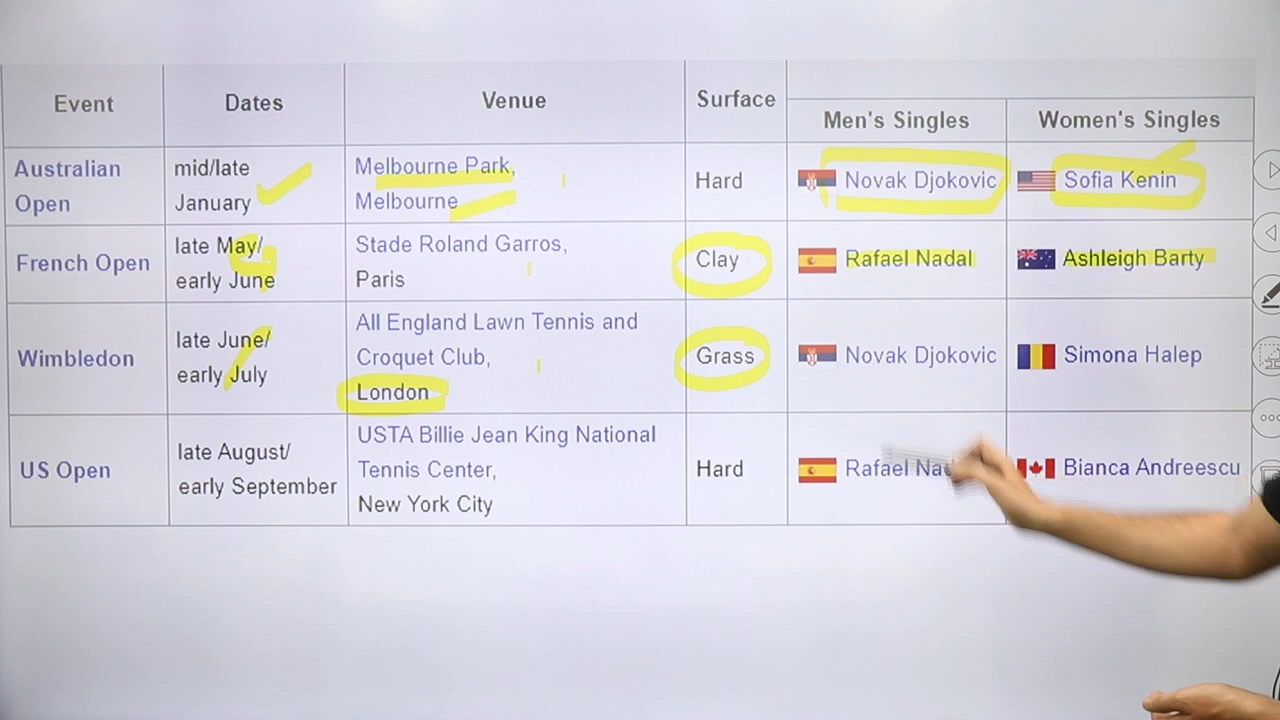 Event
Dates
Venue
Surface
Men's Singles
Women's Singles
Australian
Open
mid/late
January
Melbourne Park,
Melbourne
Hard
Novak Djokovic
Sofia Kenin
French Open
late May/
early June
Stade Roland Garros,
Paris
Clay
Rafael Nadal
Ashleigh Barty
Wimbledon
late June/
early July
All England Lawn Tennis and
Croquet Club,
London
Grass
Novak Djokovic
Simona Halep
US Open
late August/
early September
USTA Billie Jean King National
Tennis Center,
New York City
Hard
Rafael
Bianca Andreescu